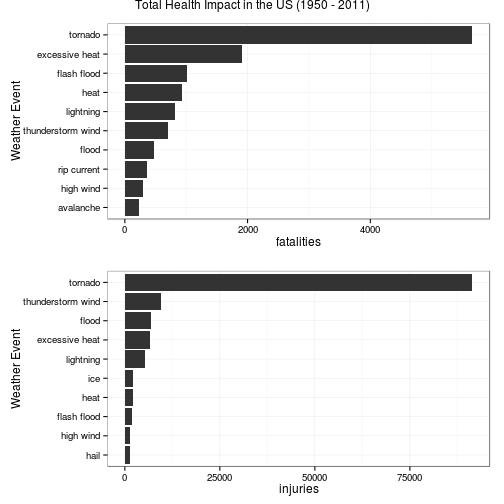 Total Health Impact in the US (1950 - 2011)
Weather Event
tornado
excessive heat
flash flood
heat
lightning
thunderstorm wind
flood
rip current
high wind
avalanche
0 2000 4000
fatalities
Weather Event
tornado
thunderstorm wind
flood
excessive heat
lightning
ice
heat
flash flood
high wind
hail
0 25000 50000 75000
injuries